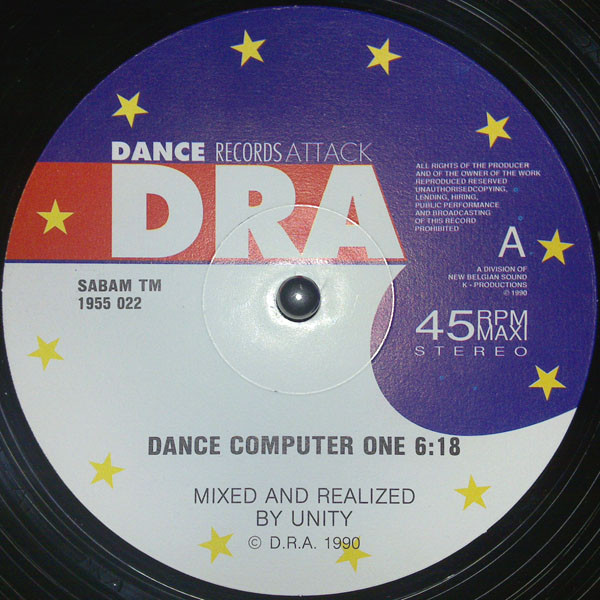 DANCE RECORDS ATTACK
DRA
ALL RIGHTS OF THE PRODUCER
AND OF THE OWNER OF THE WORK
REPRODUCED RESERVED
UNAUTHORISEDCOPYING,
LENDING, HIRING,
PUBLIC PERFORMANCE
AND BROADCASTING
OF THIS RECORD
PROHIBITED
A
SABAM TM
1955 022
A DIVISION OF
NEW BELGIAN SOUND
K - PRODUCTIONS
℗ 1990
45 RPM
MAXI
STEREO
DANCE COMPUTER ONE 6:18
MIXED AND REALIZED
BY UNITY
© D.R.A. 1990